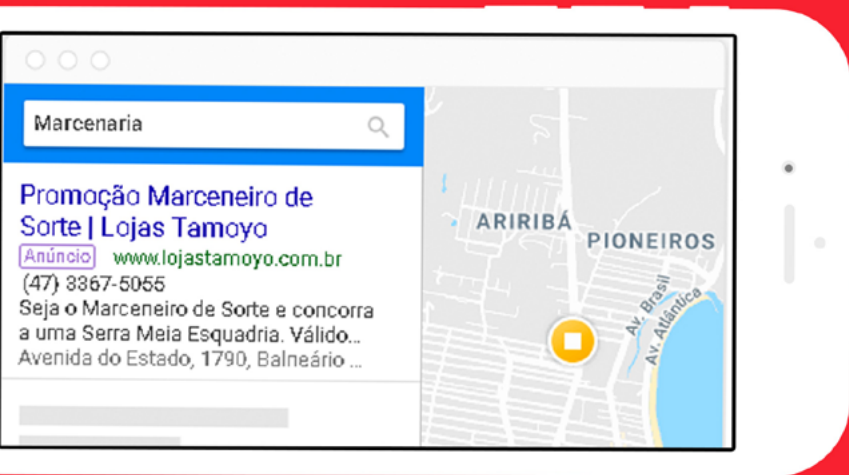 Marcenaria
Promoção Marceneiro de
Sorte | Lojas Tamoyo
Anúncio www.lojastamoyo.com.br
(47) 3367-5055
Seja o Marceneiro de Sorte e concorra
a uma Serra Meia Esquadria. Válido...
Avenida do Estado, 1790, Balneário ...
ARIRIBÁ
PIONEIROS
Av. Brasil
Av. Atlântica